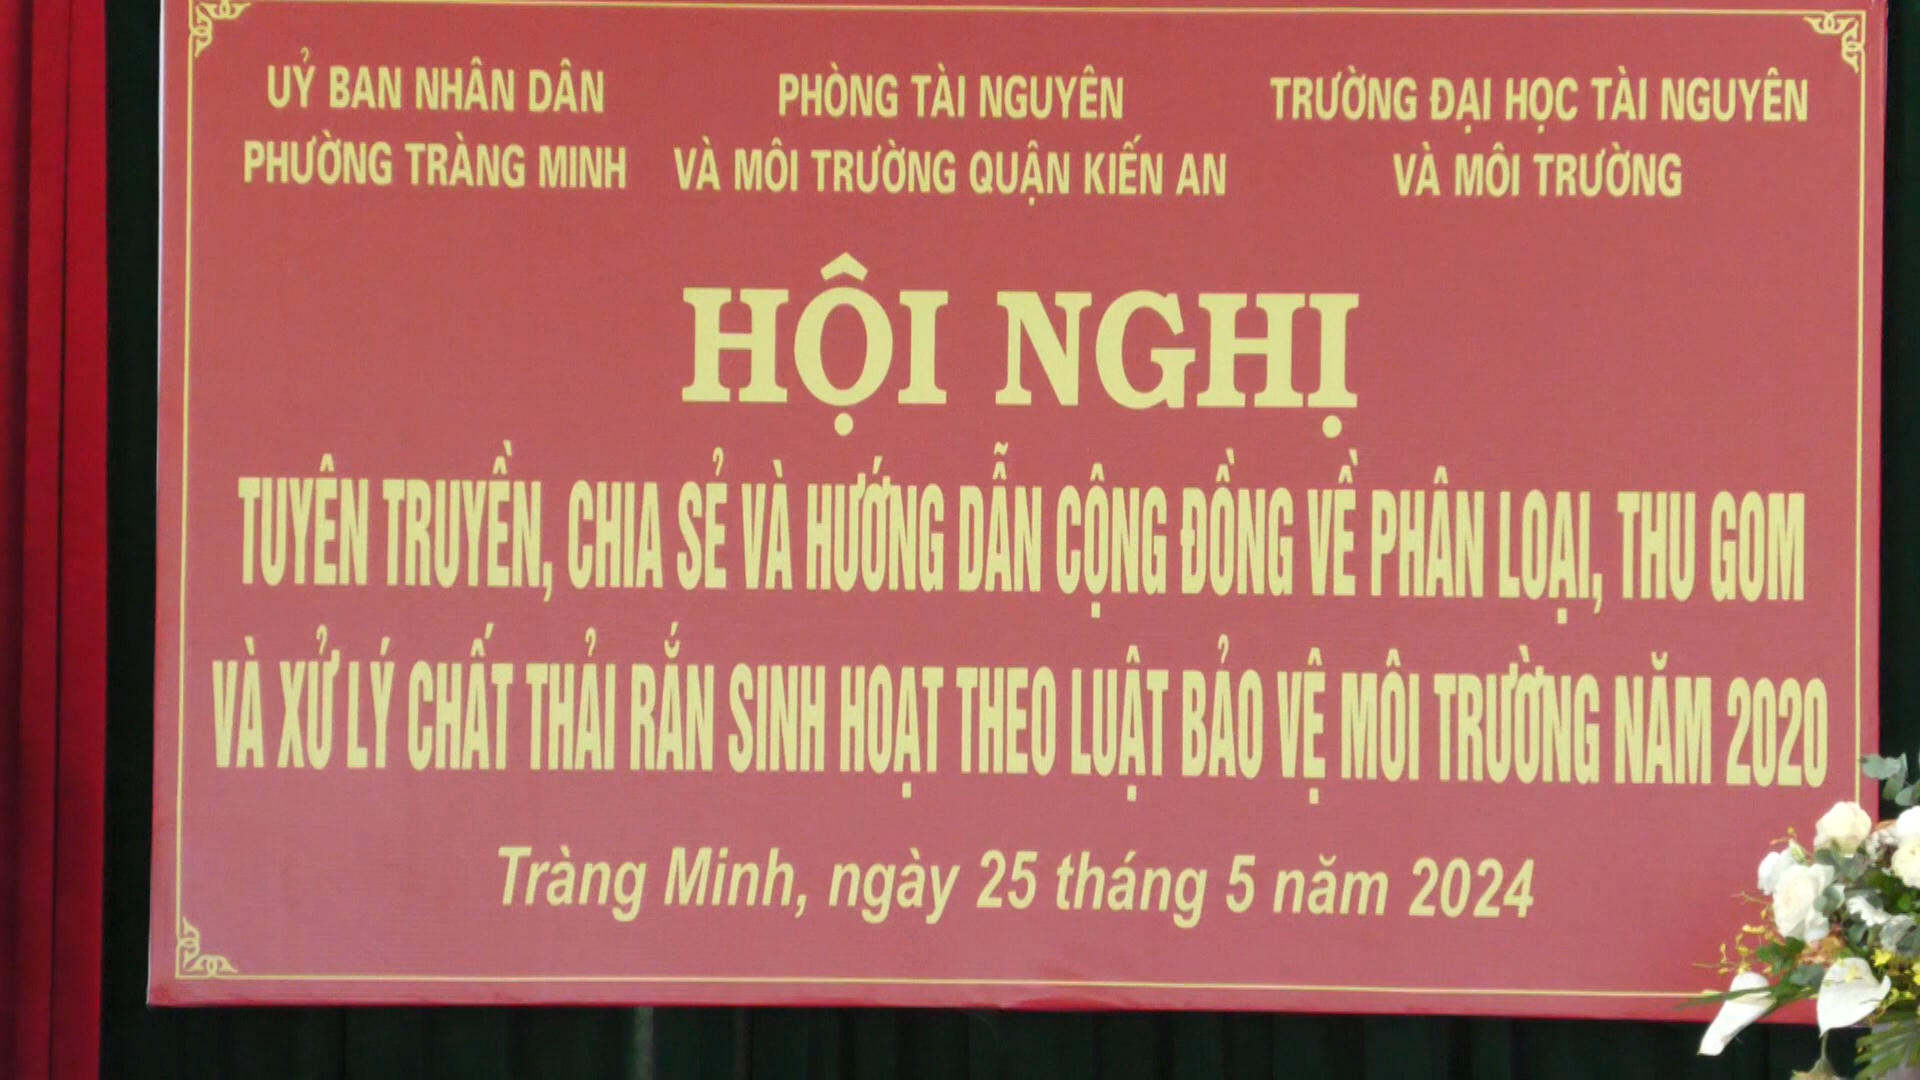 UỶ BAN NHÂN DÂN
PHƯỜNG TRÀNG MINH
PHÒNG TÀI NGUYÊN
VÀ MÔI TRƯỜNG QUẬN KIẾN AN
TRƯỜNG ĐẠI HỌC TÀI NGUYÊN
VÀ MÔI TRƯỜNG
HỘI NGHỊ
TUYÊN TRUYỀN, CHIA SẺ VÀ HƯỚNG DẪN CỘNG ĐỒNG VỀ PHÂN LOẠI, THU GOM
VÀ XỬ LÝ CHẤT THẢI RẮN SINH HOẠT THEO LUẬT BẢO VỆ MÔI TRƯỜNG NĂM 2020
Tràng Minh, ngày 25 tháng 5 năm 2024